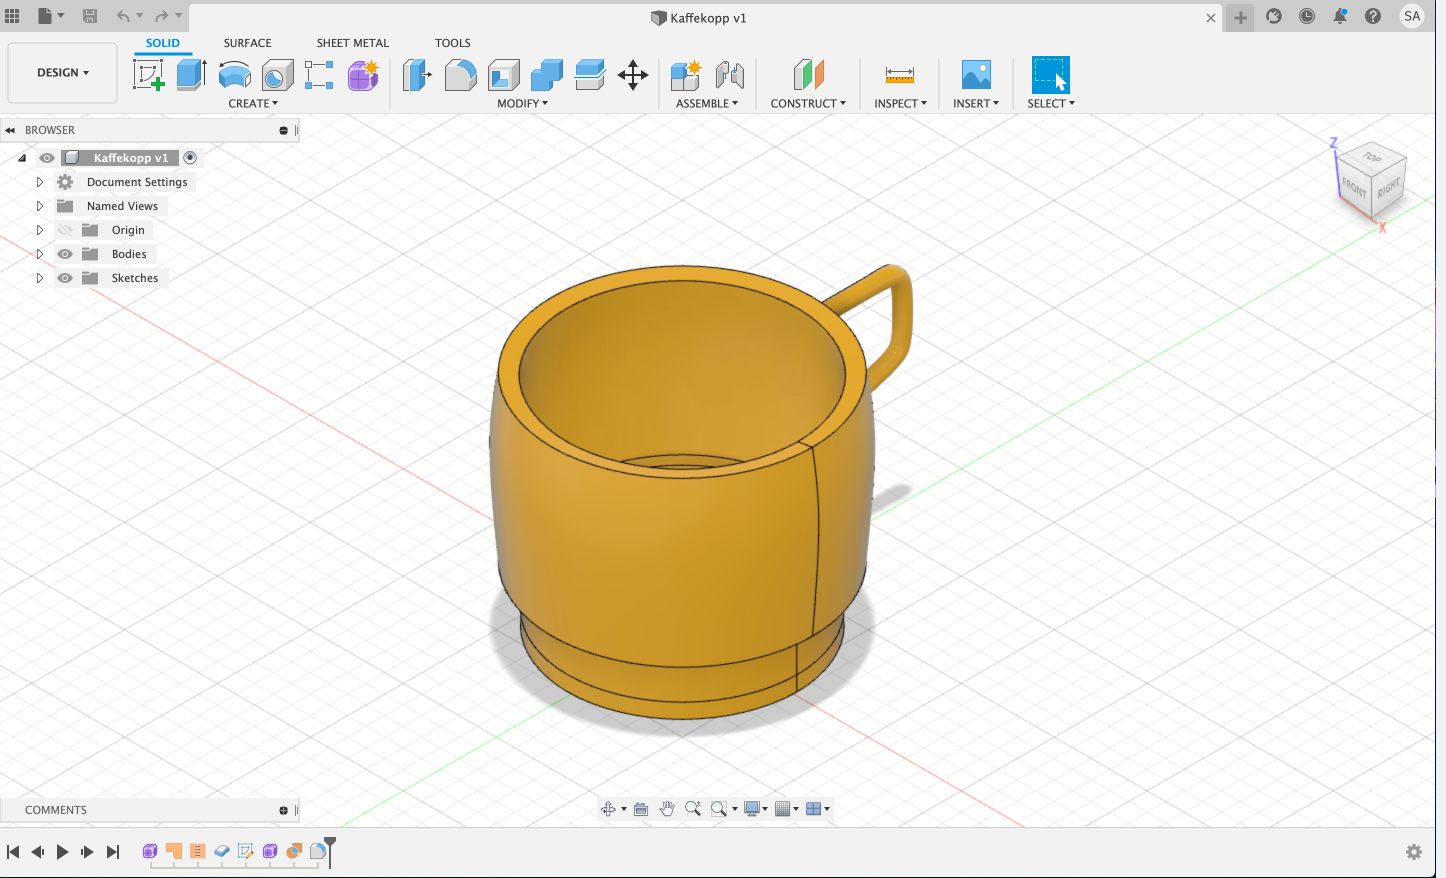 Kaffekopp v1
SA
DESIGN
SOLID
SURFACE
SHEET METAL
TOOLS
CREATE
MODIFY
ASSEMBLE
CONSTRUCT
INSPECT
INSERT
SELECT
BROWSER
Kaffekopp v1
Document Settings
Named Views
Origin
Bodies
Sketches
Z
TOP
FRONT
RIGHT
X
COMMENTS